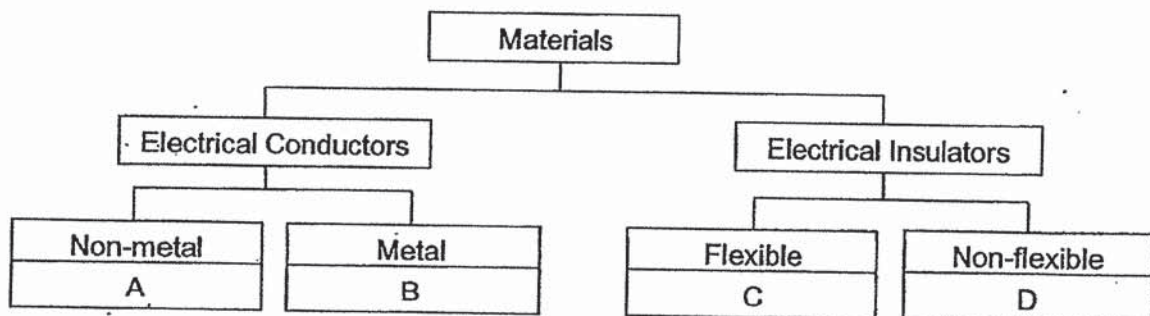 Materials
Electrical Conductors
Electrical Insulators
Non-metal
Metal
Flexible
Non-flexible
A
B
C
D